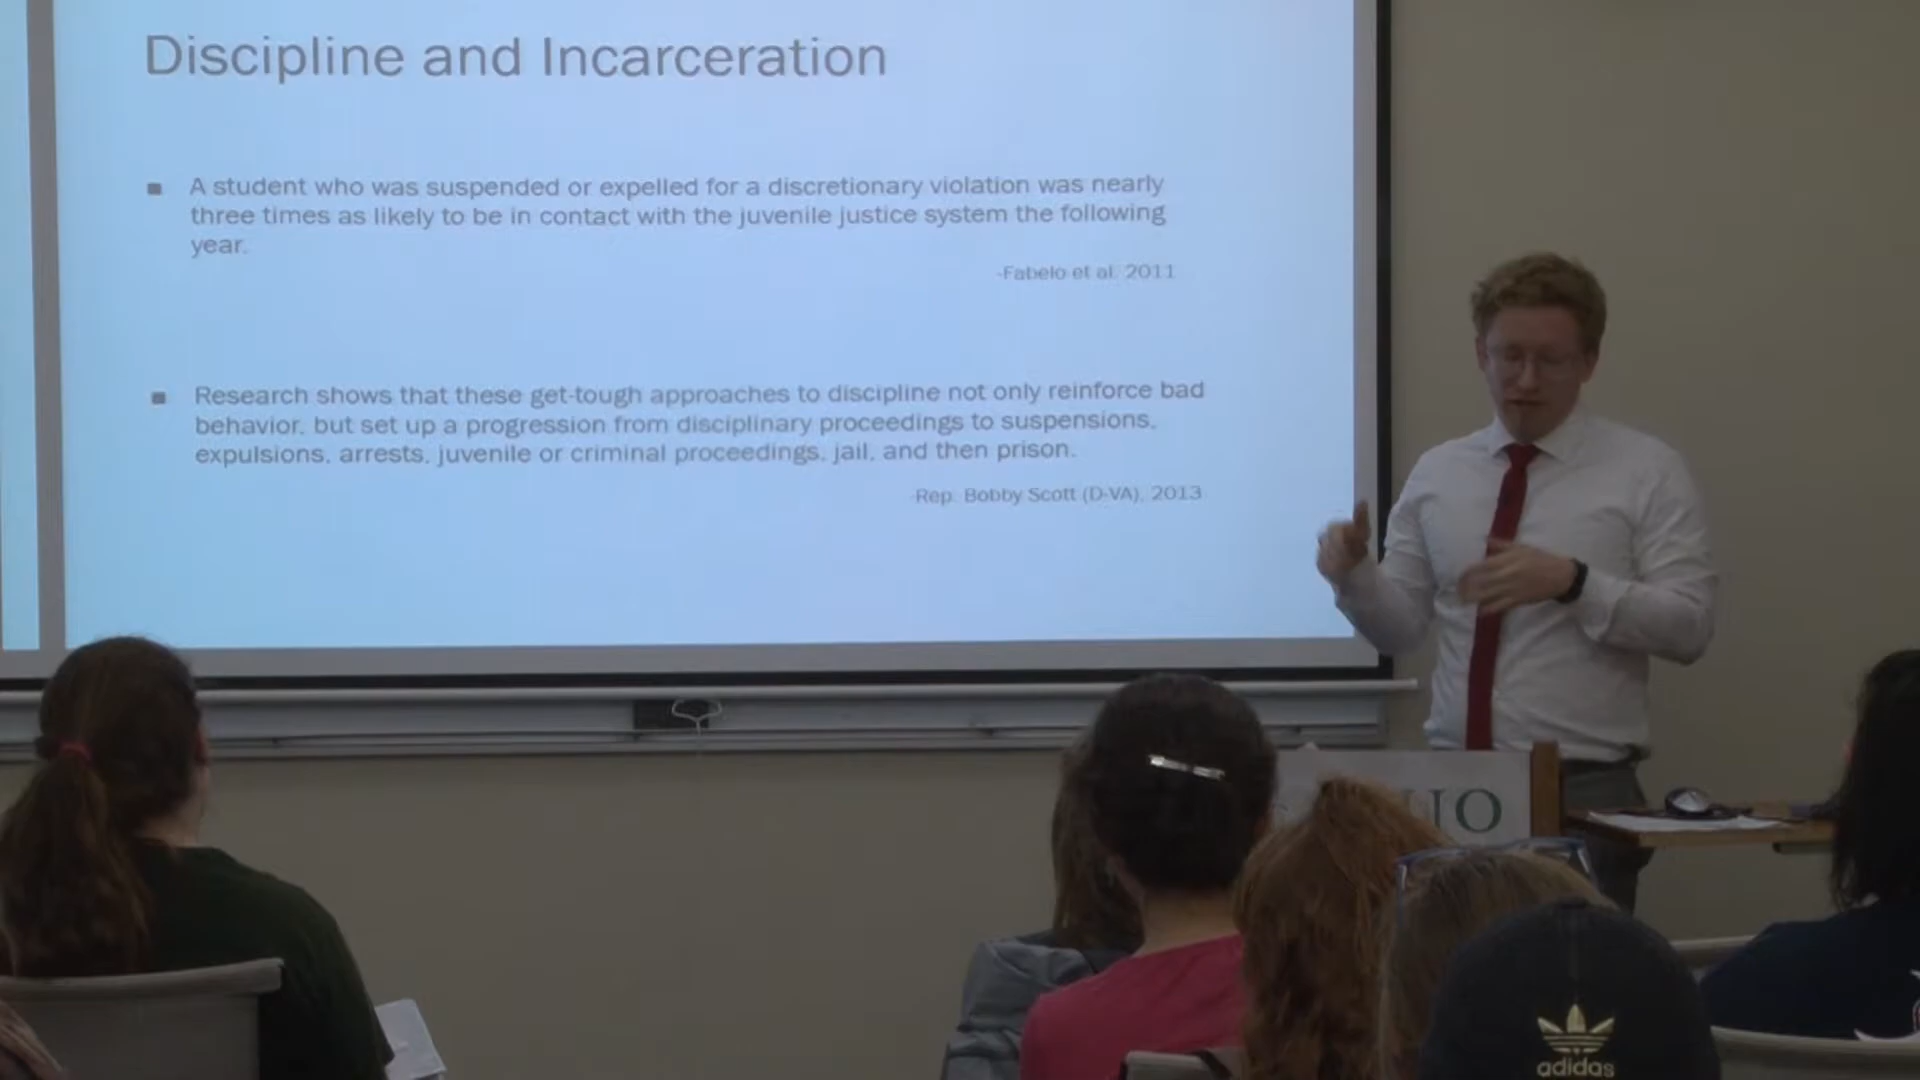 Discipline and Incarceration
■ A student who was suspended or expelled for a discretionary violation was nearly
three times as likely to be in contact with the juvenile justice system the following
year.
-Fabelo et al. 2011
■ Research shows that these get-tough approaches to discipline not only reinforce bad
behavior, but set up a progression from disciplinary proceedings to suspensions,
expulsions, arrests, juvenile or criminal proceedings, jail, and then prison.
-Rep. Bobby Scott (D-VA), 2013
IO
adidas